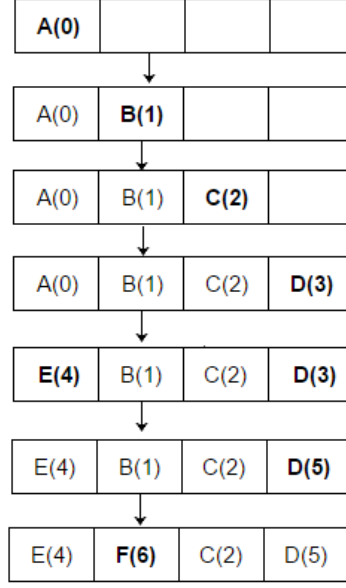 A(0)
A(0) B(1)
A(0) B(1) C(2)
A(0) B(1) C(2) D(3)
E(4) B(1) C(2) D(3)
E(4) B(1) C(2) D(5)
E(4) F(6) C(2) D(5)